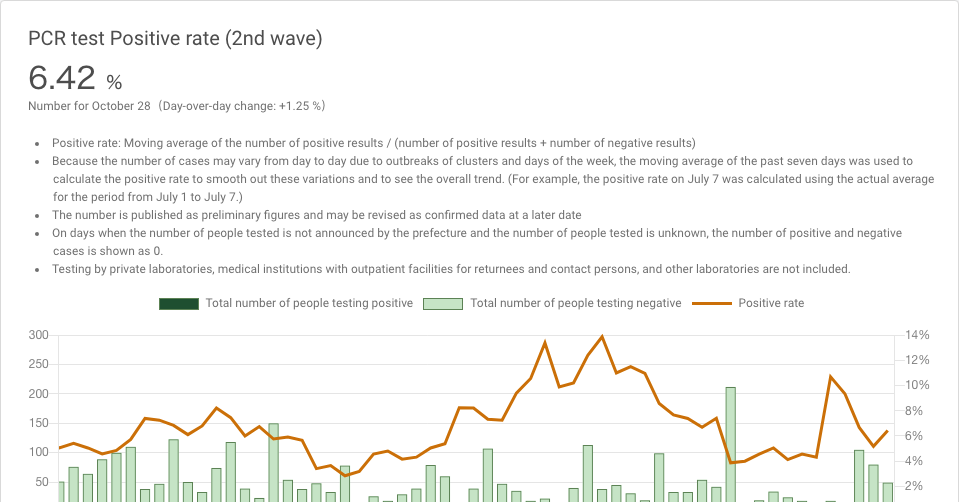 PCR test Positive rate (2nd wave)
6.42 %
Number for October 28 (Day-over-day change: +1.25 %)
• Positive rate: Moving average of the number of positive results / (number of positive results + number of negative results)
• Because the number of cases may vary from day to day due to outbreaks of clusters and days of the week, the moving average of the past seven days was used to
calculate the positive rate to smooth out these variations and to see the overall trend. (For example, the positive rate on July 7 was calculated using the actual average
for the period from July 1 to July 7.)
• The number is published as preliminary figures and may be revised as confirmed data at a later date
• On days when the number of people tested is not announced by the prefecture and the number of people tested is unknown, the number of positive and negative
cases is shown as 0.
• Testing by private laboratories, medical institutions with outpatient facilities for returnees and contact persons, and other laboratories are not included.
Total number of people testing positive Total number of people testing negative Positive rate
300 14%
250 12%
200 10%
150 8%
100 6%
50 4%
2%